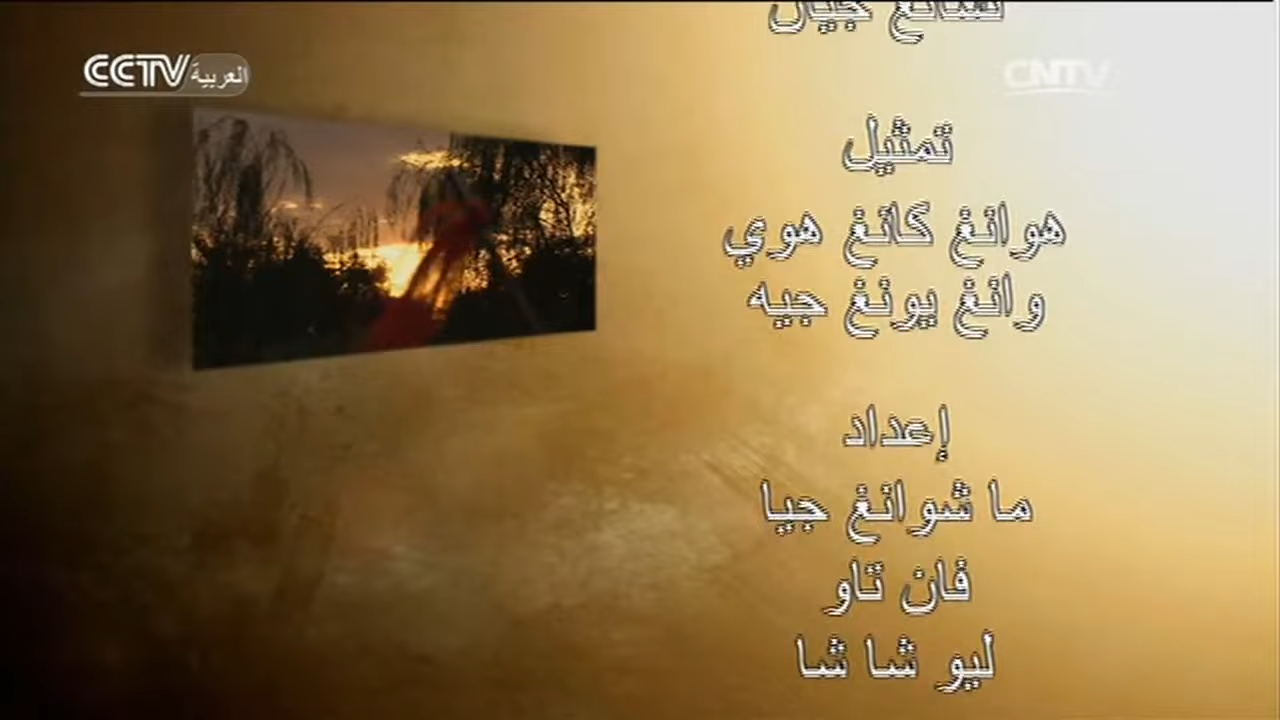 CCTV العربية
CNTV
تمثيل
هوانغ كانغ هوي
وانغ يونغ جيه
إعداد
ما شوانغ جيا
فان تاو
ليو شا شا